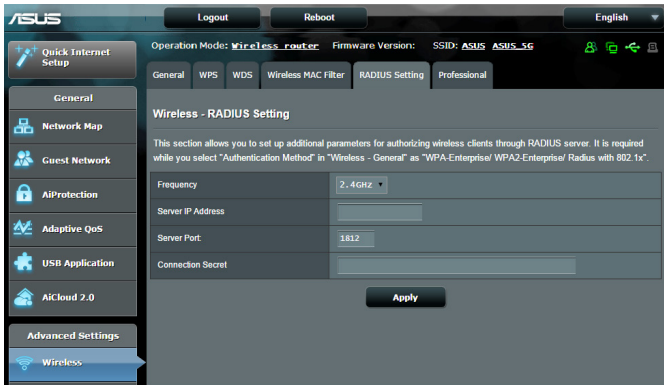 ASUS
Logout
Reboot
English
Quick Internet
Setup
Operation Mode: Wireless router Firmware Version: SSID: ASUS ASUS_5G
General WPS WDS Wireless MAC Filter RADIUS Setting Professional
General
Network Map
Guest Network
AiProtection
Adaptive QoS
USB Application
AiCloud 2.0
Advanced Settings
Wireless
Wireless - RADIUS Setting
This section allows you to set up additional parameters for authorizing wireless clients through RADIUS server. It is required
while you select "Authentication Method" in "Wireless - General" as "WPA-Enterprise/ WPA2-Enterprise/ Radius with 802.1x".
Frequency 2.4GHZ
Server IP Address
Server Port: 1812
Connection Secret
Apply